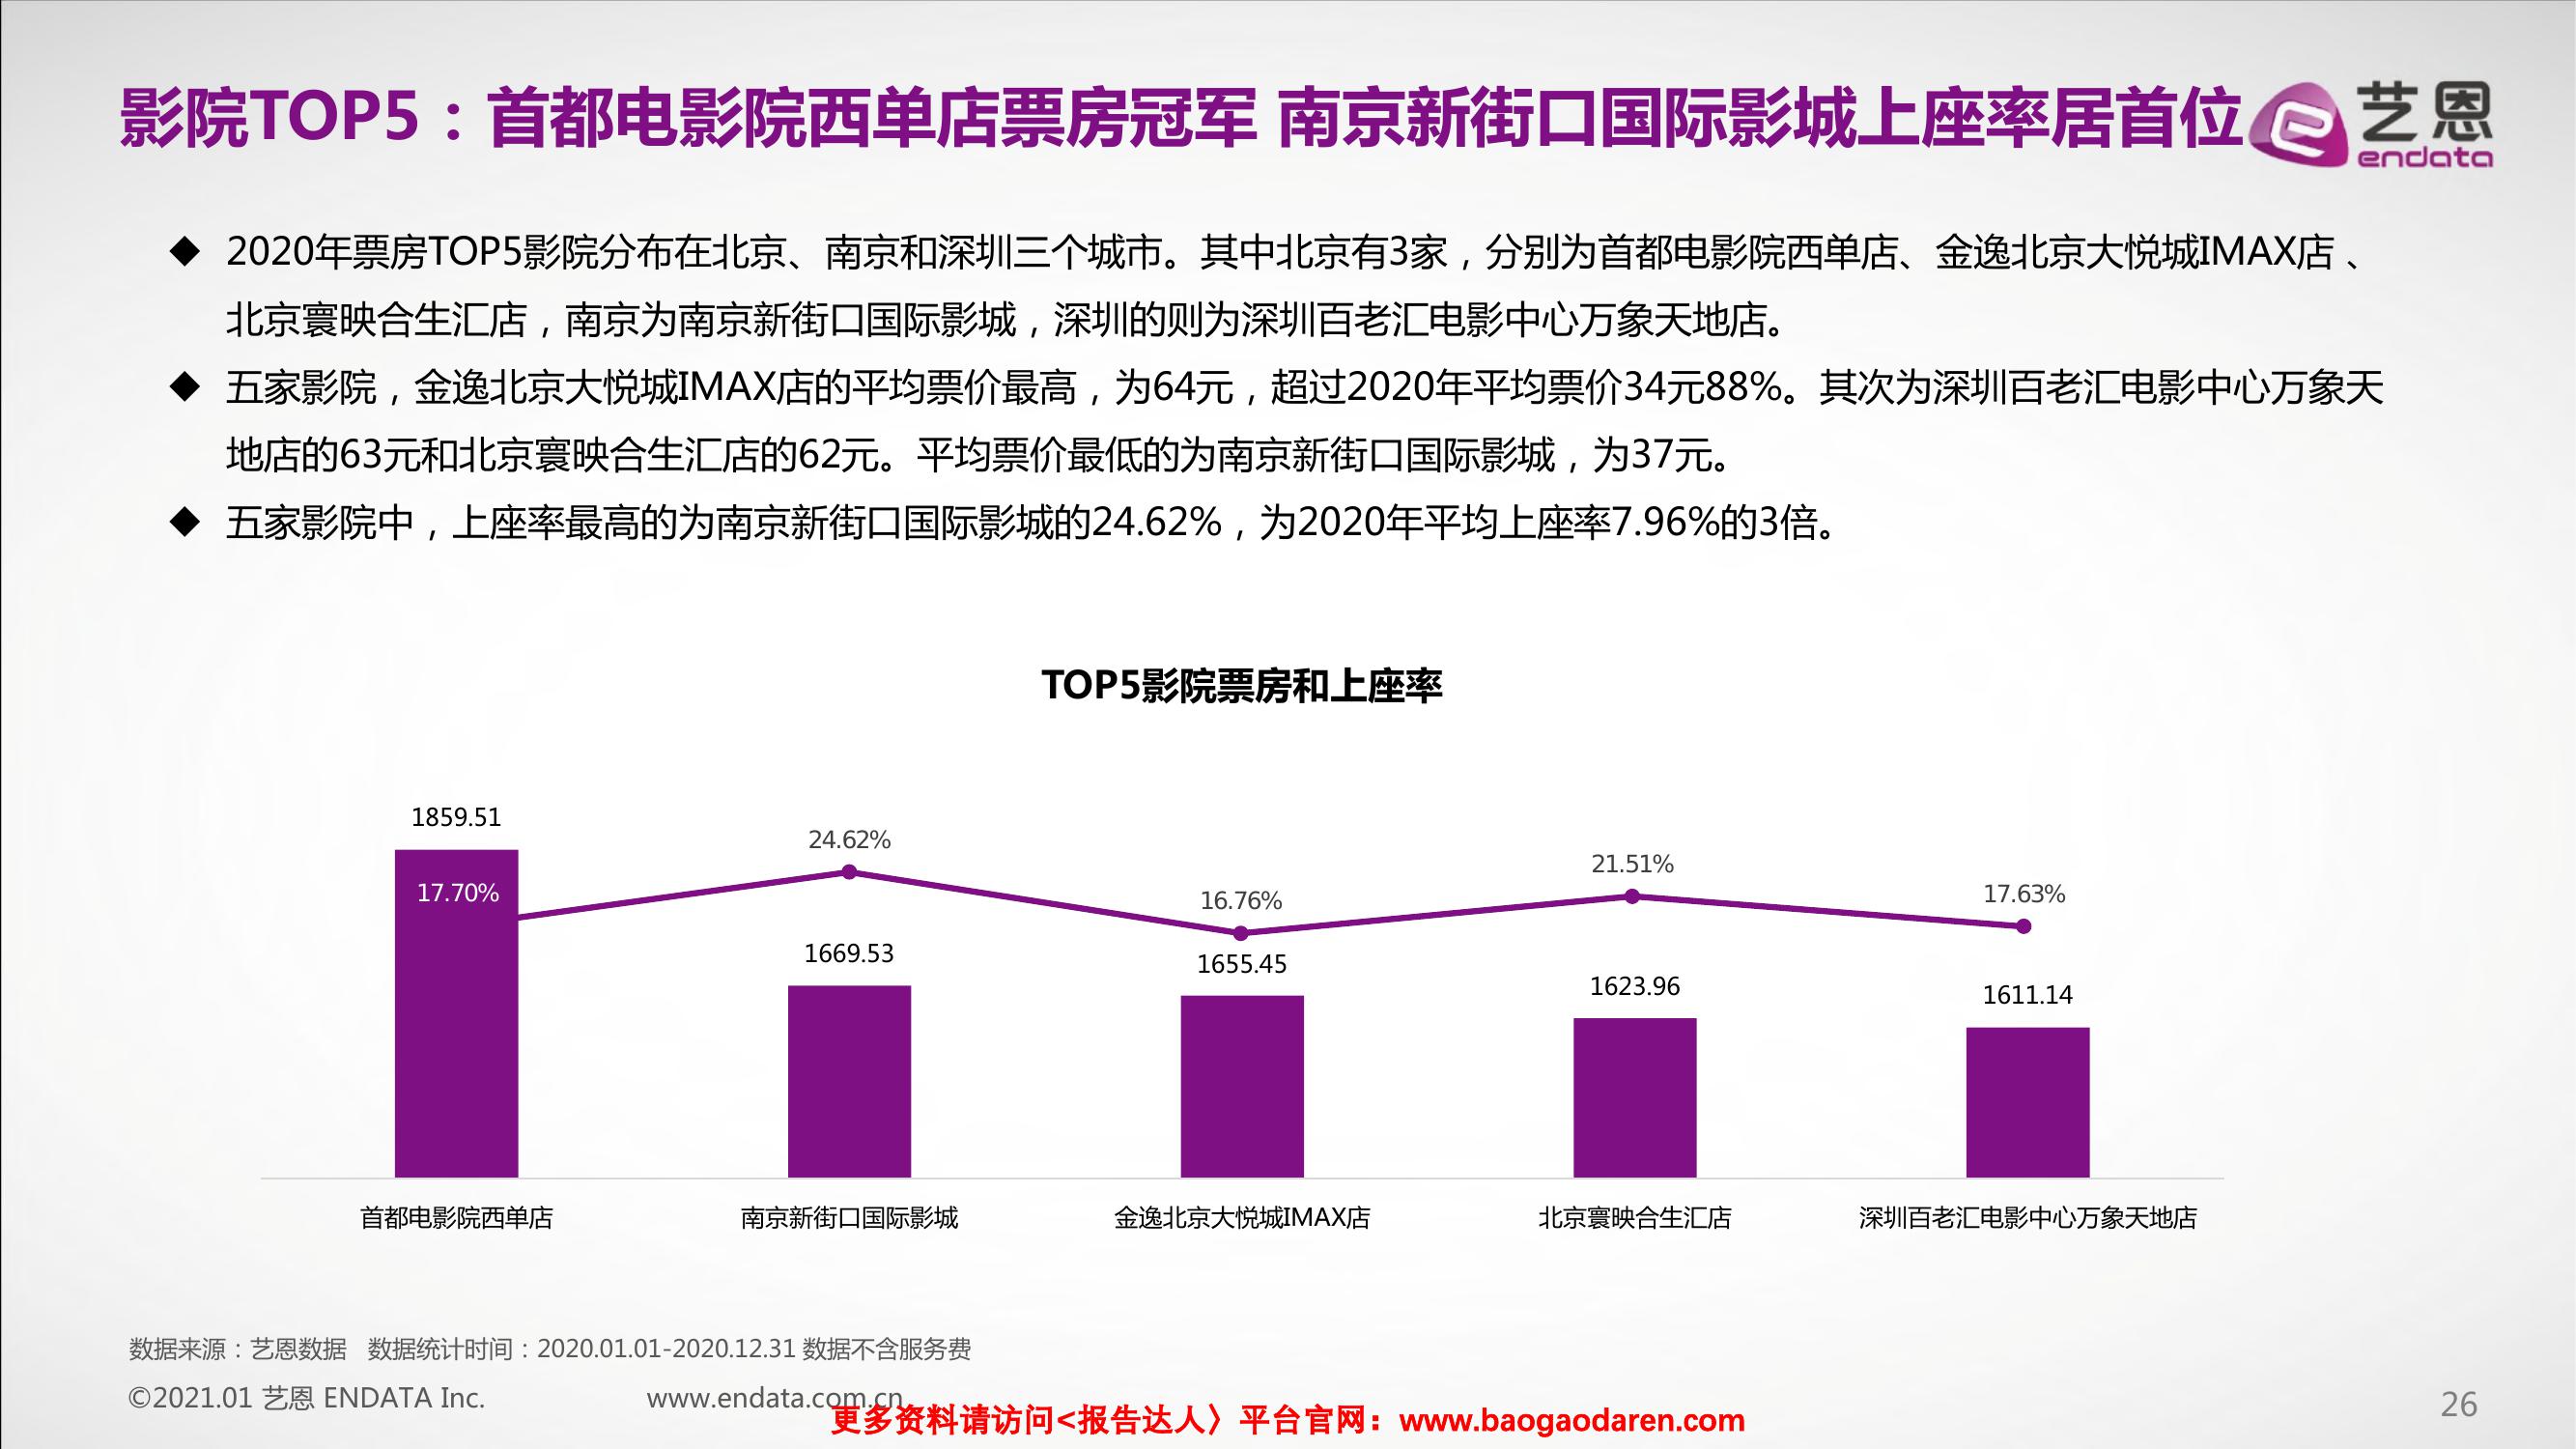 影院TOP5：首都电影院西单店票房冠军 南京新街口国际影城上座率居首位
艺恩
endata
◆ 2020年票房TOP5影院分布在北京、南京和深圳三个城市。其中北京有3家，分别为首都电影院西单店、金逸北京大悦城IMAX店 、
北京寰映合生汇店，南京为南京新街口国际影城，深圳的则为深圳百老汇电影中心万象天地店。
◆ 五家影院，金逸北京大悦城IMAX店的平均票价最高，为64元，超过2020年平均票价34元88%。其次为深圳百老汇电影中心万象天
地店的63元和北京寰映合生汇店的62元。平均票价最低的为南京新街口国际影城，为37元。
◆ 五家影院中，上座率最高的为南京新街口国际影城的24.62%，为2020年平均上座率7.96%的3倍。
TOP5影院票房和上座率
1859.51
17.70%
24.62%
1669.53
16.76%
1655.45
21.51%
1623.96
17.63%
1611.14
首都电影院西单店
南京新街口国际影城
金逸北京大悦城IMAX店
北京寰映合生汇店
深圳百老汇电影中心万象天地店
数据来源：艺恩数据 数据统计时间：2020.01.01-2020.12.31 数据不含服务费
©2021.01 艺恩 ENDATA Inc.
www.endata.com.cn
更多资料请访问<报告达人〉平台官网：www.baogaodaren.com
26